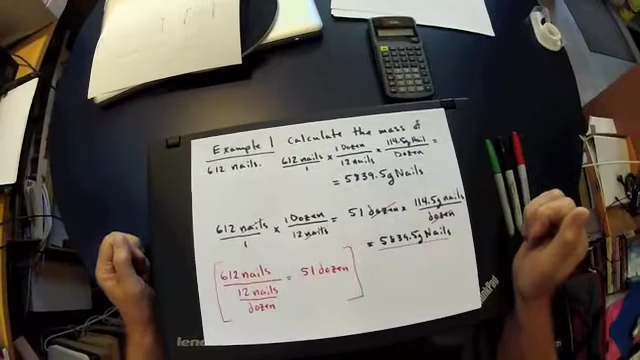 Example 1 Calculate the mass of
612 nails. 612 nails/1 x 1 Dozen/12 nails x 114.5g Nail/Dozen =
= 5839.5g Nails
612 nails/1 x 1 Dozen/12 nails = 51 dozen x 114.5g nails/dozen
= 5839.5g Nails
612 nails/12 nails/dozen = 51 dozen
lenovo
ThinkPad